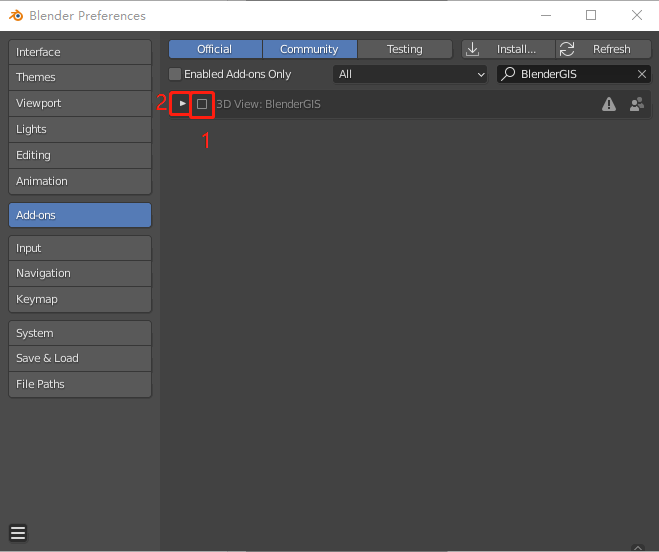 Blender Preferences
Interface
Themes
Viewport
Lights
Editing
Animation
Add-ons
Input
Navigation
Keymap
System
Save & Load
File Paths
Official Community Testing Install... Refresh
Enabled Add-ons Only All BlenderGIS
2 3D View: BlenderGIS
1